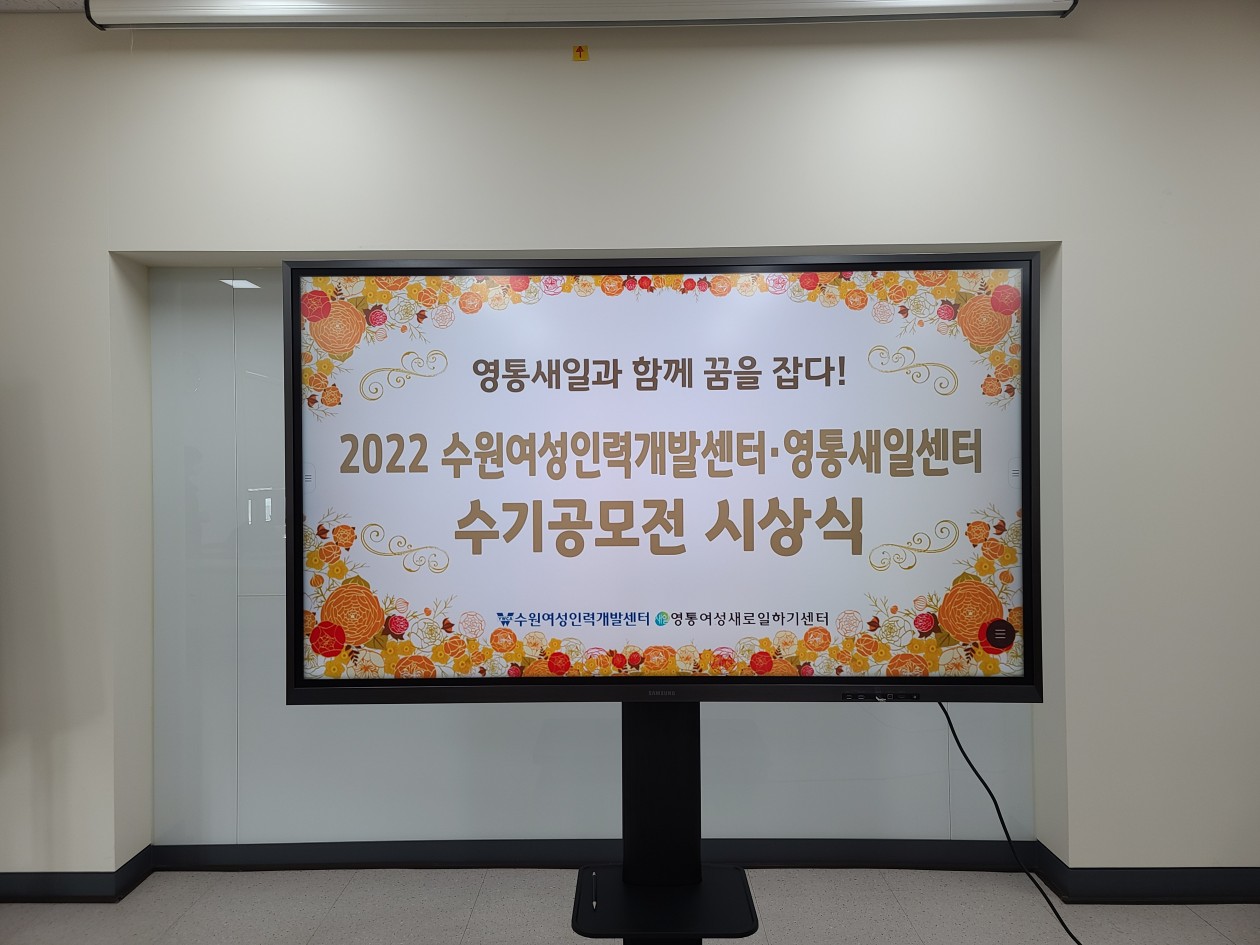 영통새일과 함께 꿈을 잡다!
2022 수원여성인력개발센터·영통새일센터
수기공모전 시상식
YWCA 수원여성인력개발센터 영통여성새로일하기센터
SAMSUNG